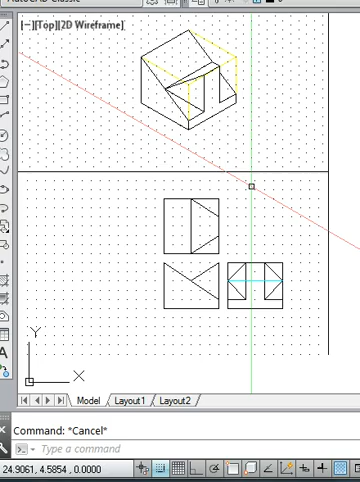 AutoCAD Classic
[−][Top][2D Wireframe]
Y
X
Model Layout1 Layout2
Command: *Cancel*
Type a command
24.9061, 4.5854, 0.0000